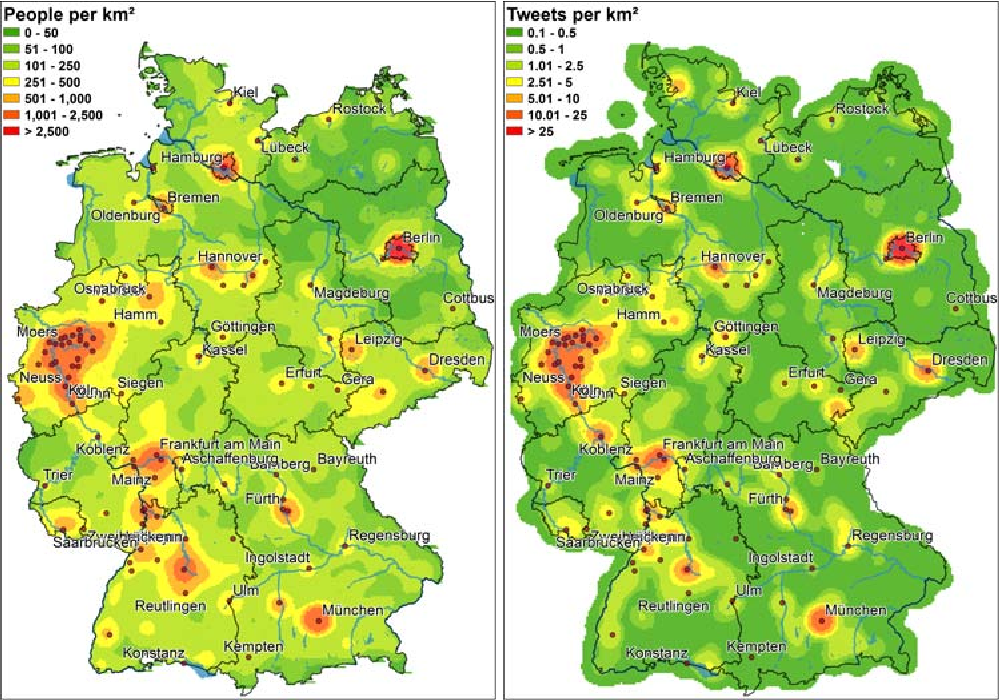 People per km²
0 - 50
51 - 100
101 - 250
251 - 500
501 - 1,000
1,001 - 2,500
> 2,500
Kiel
Rostock
Lübeck
Hamburg
Bremen
Oldenburg
Berlin
Hannover
Osnabrück
Magdeburg
Cottbus
Hamm
Moers
Göttingen
Leipzig
Kassel
Dresden
Neuss
Köln
Siegen
Erfurt
Gera
Koblenz
Frankfurt am Main
Aschaffenburg
Bamberg
Bayreuth
Trier
Mainz
Fürth
Saarbrücken
Regensburg
Ingolstadt
Reutlingen
Ulm
München
Konstanz
Kempten
Tweets per km²
0.1 - 0.5
0.5 - 1
1.01 - 2.5
2.51 - 5
5.01 - 10
10.01 - 25
> 25
Kiel
Rostock
Lübeck
Hamburg
Bremen
Oldenburg
Berlin
Hannover
Osnabrück
Magdeburg
Cottbus
Hamm
Moers
Göttingen
Leipzig
Kassel
Dresden
Neuss
Köln
Siegen
Erfurt
Gera
Koblenz
Frankfurt am Main
Aschaffenburg
Bamberg
Bayreuth
Trier
Mainz
Fürth
Saarbrücken
Regensburg
Ingolstadt
Reutlingen
Ulm
München
Konstanz
Kempten